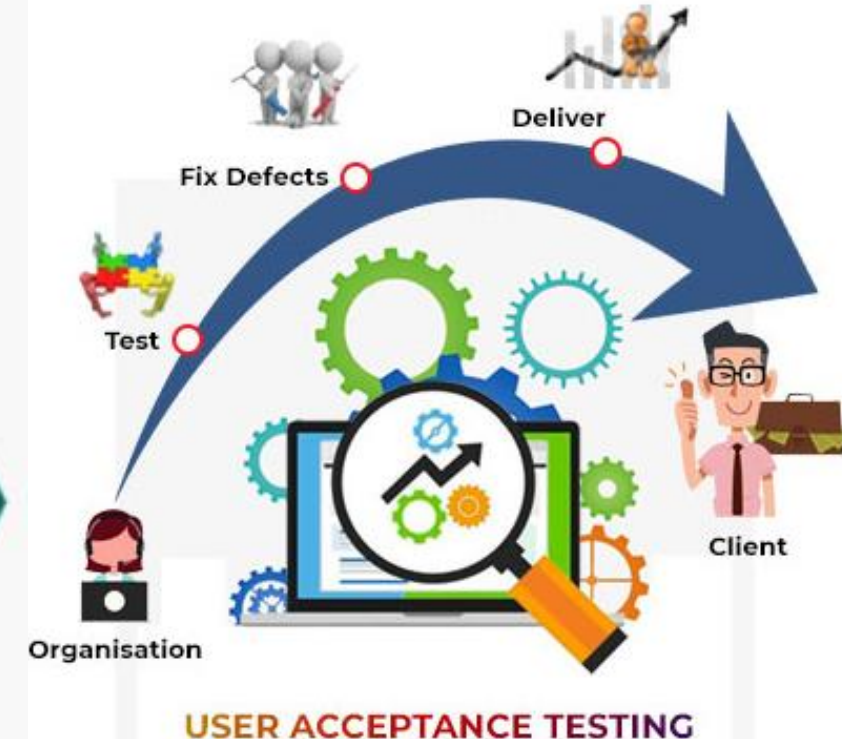 Deliver
Fix Defects
Test
Client
Organisation
USER ACCEPTANCE TESTING